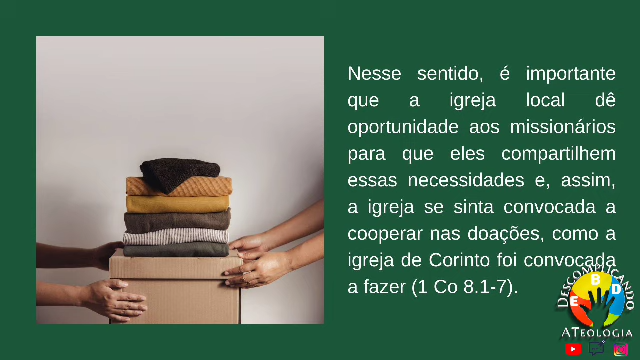 Nesse sentido, é importante
que a igreja local dê
oportunidade aos missionários
para que eles compartilhem
essas necessidades e, assim,
a igreja se sinta convocada a
cooperar nas doações, como a
igreja de Corinto foi convocada
a fazer (1 Co 8.1-7).
DESCOMPLICANDO
EBD
ATEOLOGIA